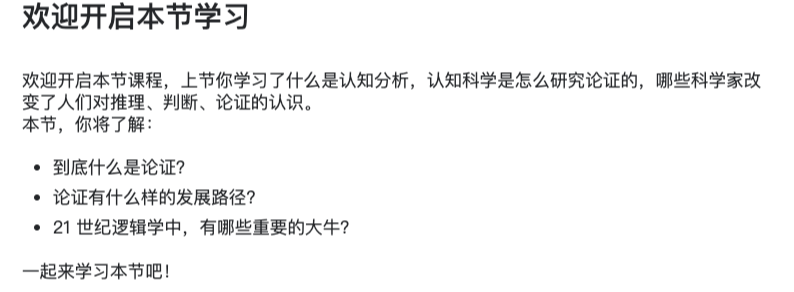 欢迎开启本节学习
欢迎开启本节课程，上节你学习了什么是认知分析，认知科学是怎么研究论证的，哪些科学家改
变了人们对推理、判断、论证的认识。
本节，你将了解：
• 到底什么是论证？
• 论证有什么样的发展路径？
• 21 世纪逻辑学中，有哪些重要的大牛？
一起来学习本节吧！